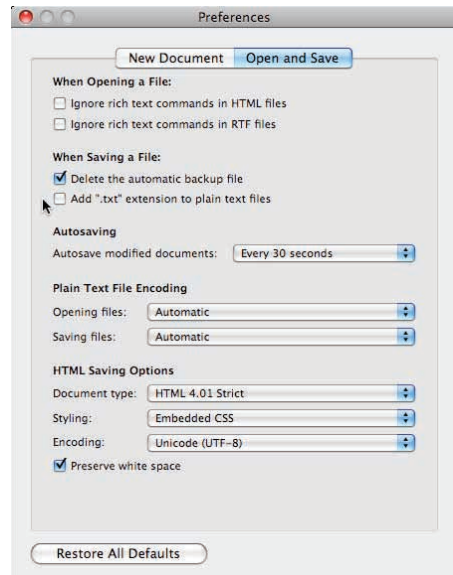 Preferences
New Document Open and Save
When Opening a File:
Ignore rich text commands in HTML files
Ignore rich text commands in RTF files
When Saving a File:
Delete the automatic backup file
Add ".txt" extension to plain text files
Autosaving
Autosave modified documents: Every 30 seconds
Plain Text File Encoding
Opening files: Automatic
Saving files: Automatic
HTML Saving Options
Document type: HTML 4.01 Strict
Styling: Embedded CSS
Encoding: Unicode (UTF-8)
Preserve white space
Restore All Defaults